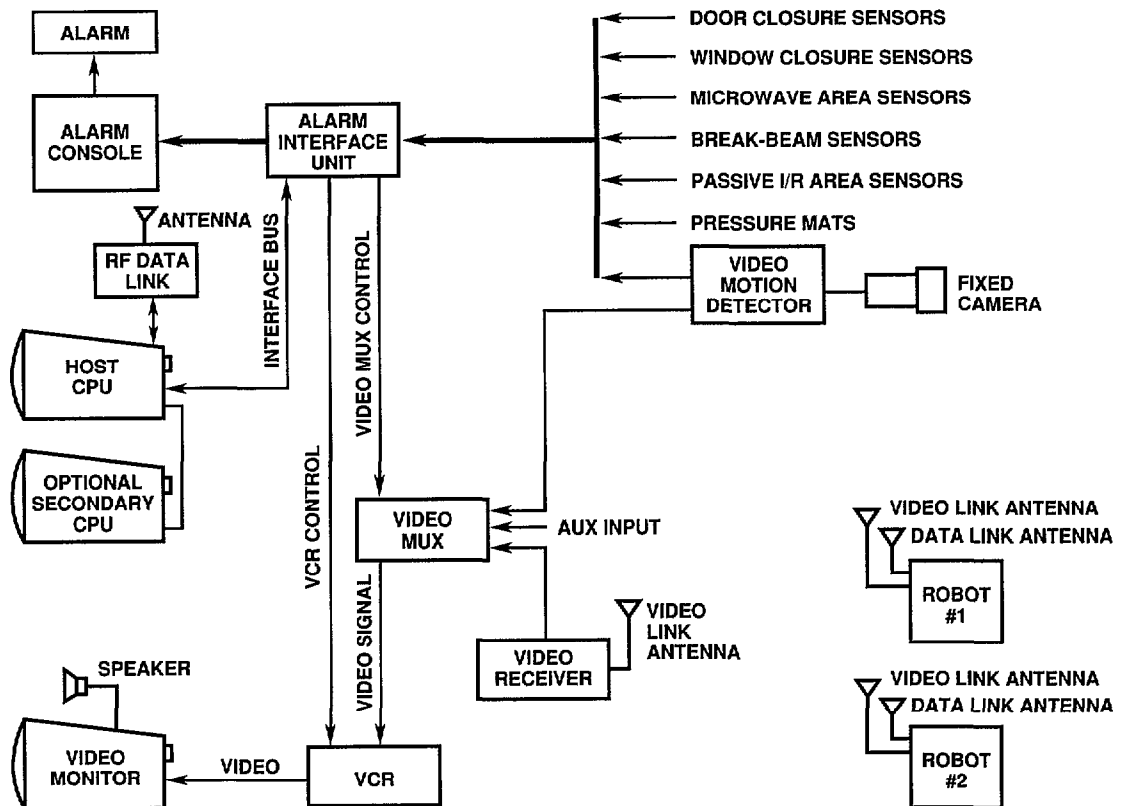 ALARM
ALARM
CONSOLE
ALARM
INTERFACE
UNIT
DOOR CLOSURE SENSORS
WINDOW CLOSURE SENSORS
MICROWAVE AREA SENSORS
BREAK-BEAM SENSORS
PASSIVE I/R AREA SENSORS
PRESSURE MATS
VIDEO
MOTION
DETECTOR
FIXED
CAMERA
ANTENNA
RF DATA
LINK
INTERFACE BUS
VIDEO MUX CONTROL
HOST
CPU
OPTIONAL
SECONDARY
CPU
VCR CONTROL
VIDEO
MUX
AUX INPUT
VIDEO SIGNAL
VIDEO
RECEIVER
VIDEO
LINK
ANTENNA
VIDEO LINK ANTENNA
DATA LINK ANTENNA
ROBOT
#1
VIDEO LINK ANTENNA
DATA LINK ANTENNA
ROBOT
#2
SPEAKER
VIDEO
MONITOR
VIDEO
VCR